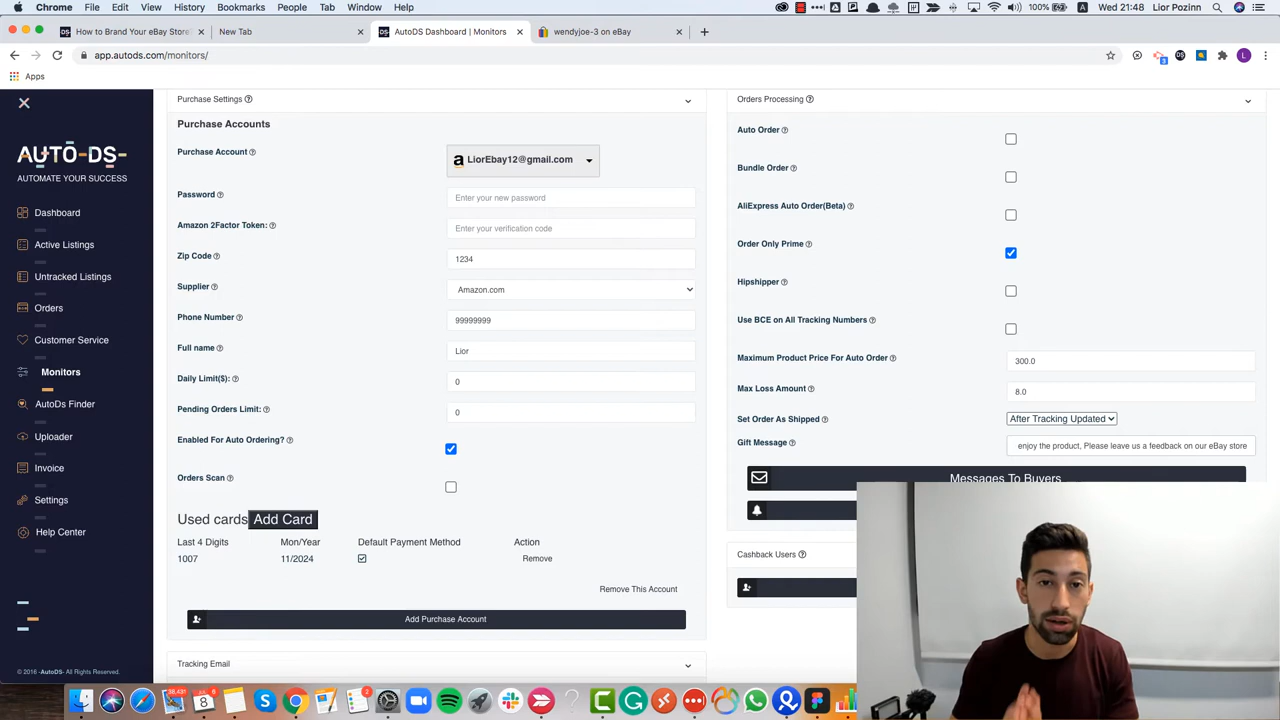 Chrome File Edit View History Bookmarks People Tab Window Help 100% Wed 21:48 Lior Pozinn
DS- How to Brand Your eBay Store × New Tab × DS- AutoDS Dashboard | Monitors × wendyjoe-3 on eBay × +
app.autods.com/monitors/ 3 DS L
Apps
Purchase Settings Orders Processing
Purchase Accounts
Purchase Account LiorEbay12@gmail.com
Password Enter your new password
Amazon 2Factor Token: Enter your verification code
Zip Code 1234
Supplier Amazon.com
Phone Number 99999999
Full name Lior
Daily Limit($): 0
Pending Orders Limit: 0
Enabled For Auto Ordering?
Orders Scan
Used cards Add Card
Last 4 Digits Mon/Year Default Payment Method Action
1007 11/2024 Remove
Remove This Account
Add Purchase Account
Tracking Email
Auto Order
Bundle Order
AliExpress Auto Order(Beta)
Order Only Prime
Hipshipper
Use BCE on All Tracking Numbers
Maximum Product Price For Auto Order 300.0
Max Loss Amount 8.0
Set Order As Shipped After Tracking Updated
Gift Message enjoy the product, Please leave us a feedback on our eBay store
Messages To Buyers
Cashback Users
AUTO-DS-
AUTOMATE YOUR SUCCESS
Dashboard
Active Listings
Untracked Listings
Orders
Customer Service
Monitors
AutoDs Finder
Uploader
Invoice
Settings
Help Center
© 2016 -AutoDS- All Rights Reserved.
38,431 8 6 2